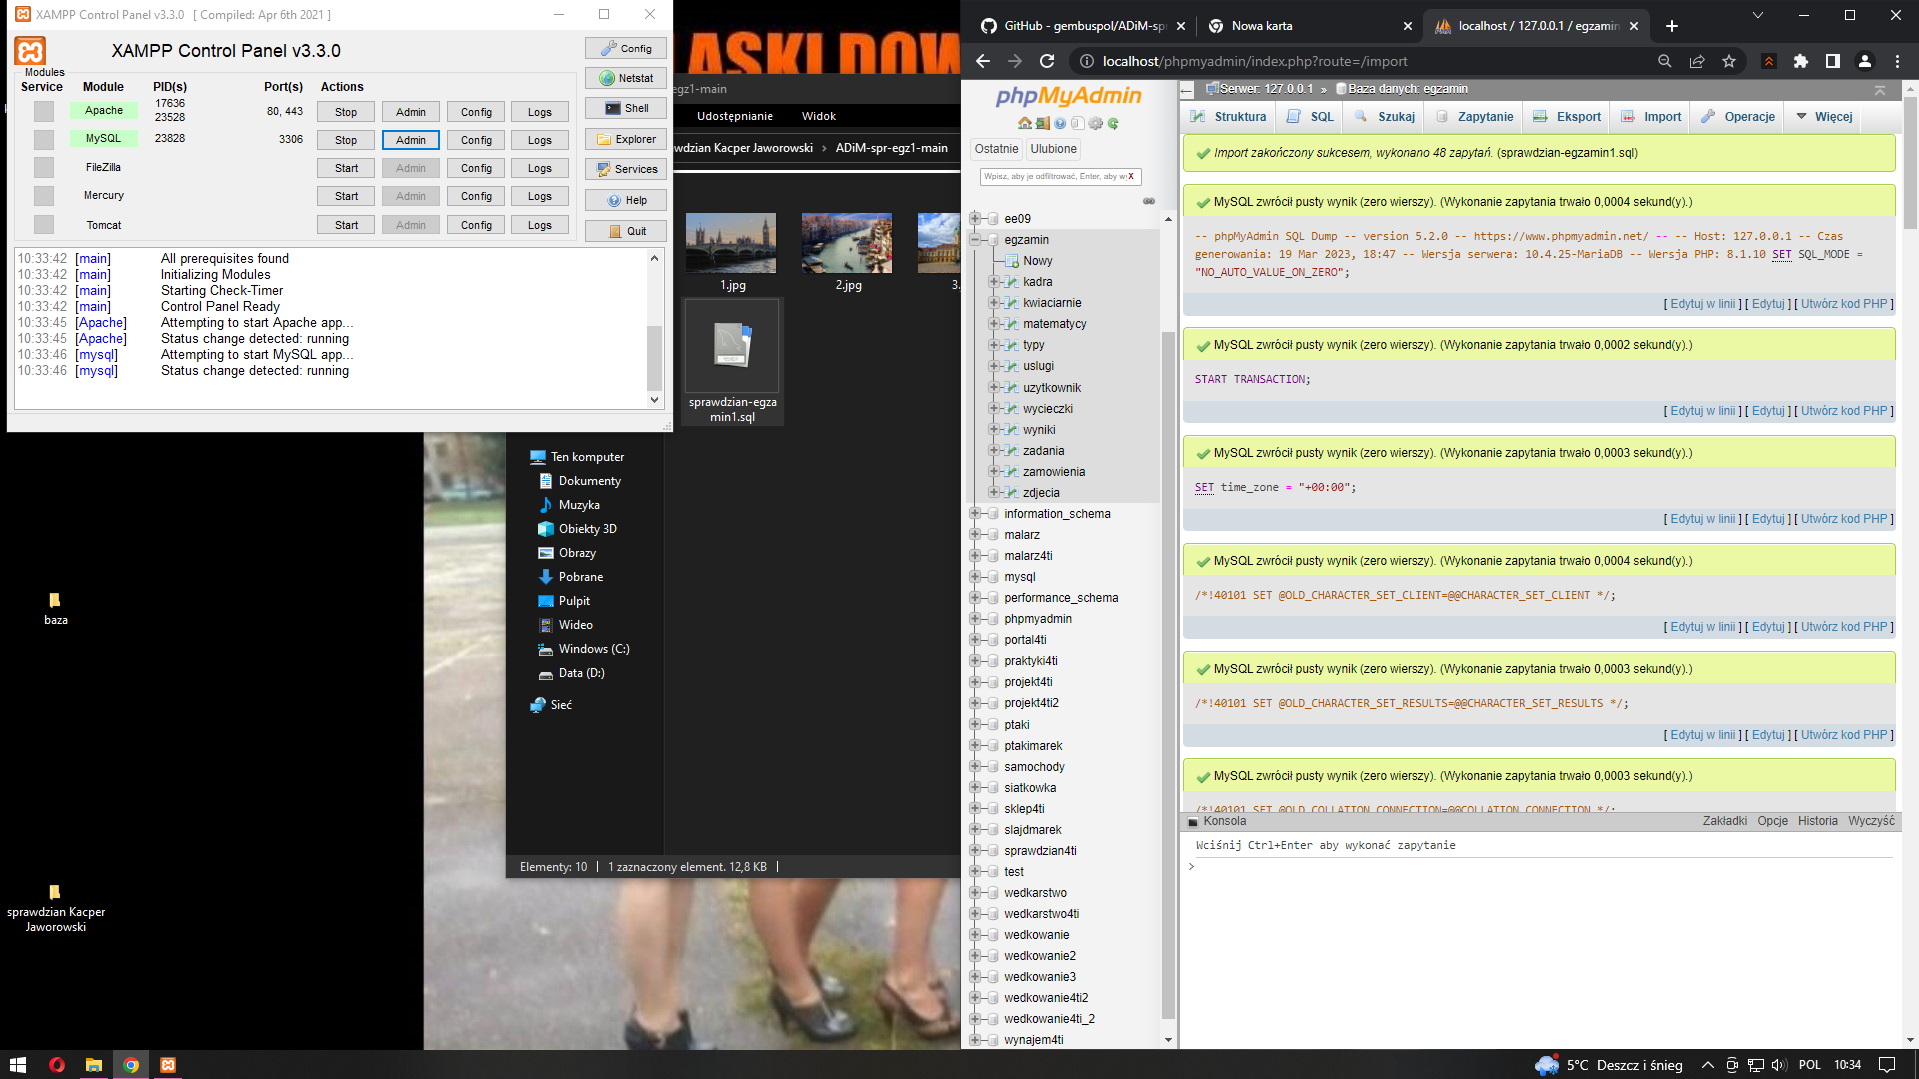 XAMPP Control Panel v3.3.0 [ Compiled: Apr 6th 2021 ]
XAMPP Control Panel v3.3.0
Modules
Service Module PID(s) Port(s) Actions
Apache 17636 23528 80, 443 Stop Admin Config Logs
MySQL 23828 3306 Stop Admin Config Logs
FileZilla Start Admin Config Logs
Mercury Start Admin Config Logs
Tomcat Start Admin Config Logs
Config
Netstat
Shell
Explorer
Services
Help
Quit
10:33:42 [main] All prerequisites found
10:33:42 [main] Initializing Modules
10:33:42 [main] Starting Check-Timer
10:33:42 [main] Control Panel Ready
10:33:45 [Apache] Attempting to start Apache app...
10:33:45 [Apache] Status change detected: running
10:33:46 [mysql] Attempting to start MySQL app...
10:33:46 [mysql] Status change detected: running
baza
sprawdzian Kacper Jaworowski
egz1-main
Udostępnianie Widok
wdzian Kacper Jaworowski > ADiM-spr-egz1-main
1.jpg
2.jpg
3.
sprawdzian-egza
min1.sql
Ten komputer
Dokumenty
Muzyka
Obiekty 3D
Obrazy
Pobrane
Pulpit
Wideo
Windows (C:)
Data (D:)
Sieć
Elementy: 10 | 1 zaznaczony element. 12,8 KB |
GitHub - gembuspol/ADiM-spr
Nowa karta
localhost / 127.0.0.1 / egzamin
localhost/phpmyadmin/index.php?route=/import
phpMyAdmin
Ostatnie Ulubione
Wpisz, aby je odfiltrować, Enter, aby wy X
ee09
egzamin
Nowy
kadra
kwiaciarnie
matematycy
typy
uslugi
uzytkownik
wycieczki
wyniki
zadania
zamowienia
zdjecia
information_schema
malarz
malarz4ti
mysql
performance_schema
phpmyadmin
portal4ti
praktyki4ti
projekt4ti
projekt4ti2
ptaki
ptakimarek
samochody
siatkowka
sklep4ti
slajdmarek
sprawdzian4ti
test
wedkarstwo
wedkarstwo4ti
wedkowanie
wedkowanie2
wedkowanie3
wedkowanie4ti2
wedkowanie4ti_2
wynajem4ti
Serwer: 127.0.0.1 » Baza danych: egzamin
Struktura SQL Szukaj Zapytanie Eksport Import Operacje Więcej
Import zakończony sukcesem, wykonano 48 zapytań. (sprawdzian-egzamin1.sql)
MySQL zwrócił pusty wynik (zero wierszy). (Wykonanie zapytania trwało 0,0004 sekund(y).)
-- phpMyAdmin SQL Dump -- version 5.2.0 -- https://www.phpmyadmin.net/ -- -- Host: 127.0.0.1 -- Czas
generowania: 19 Mar 2023, 18:47 -- Wersja serwera: 10.4.25-MariaDB -- Wersja PHP: 8.1.10 SET SQL_MODE =
"NO_AUTO_VALUE_ON_ZERO";
[ Edytuj w linii ] [ Edytuj ] [ Utwórz kod PHP ]
MySQL zwrócił pusty wynik (zero wierszy). (Wykonanie zapytania trwało 0,0002 sekund(y).)
START TRANSACTION;
[ Edytuj w linii ] [ Edytuj ] [ Utwórz kod PHP ]
MySQL zwrócił pusty wynik (zero wierszy). (Wykonanie zapytania trwało 0,0003 sekund(y).)
SET time_zone = "+00:00";
[ Edytuj w linii ] [ Edytuj ] [ Utwórz kod PHP ]
MySQL zwrócił pusty wynik (zero wierszy). (Wykonanie zapytania trwało 0,0004 sekund(y).)
/*!40101 SET @OLD_CHARACTER_SET_CLIENT=@@CHARACTER_SET_CLIENT */;
[ Edytuj w linii ] [ Edytuj ] [ Utwórz kod PHP ]
MySQL zwrócił pusty wynik (zero wierszy). (Wykonanie zapytania trwało 0,0003 sekund(y).)
/*!40101 SET @OLD_CHARACTER_SET_RESULTS=@@CHARACTER_SET_RESULTS */;
[ Edytuj w linii ] [ Edytuj ] [ Utwórz kod PHP ]
MySQL zwrócił pusty wynik (zero wierszy). (Wykonanie zapytania trwało 0,0003 sekund(y).)
/*!40101 SET @OLD_COLLATION_CONNECTION=@@COLLATION_CONNECTION */;
Konsola Zakładki Opcje Historia Wyczyść
Wciśnij Ctrl+Enter aby wykonać zapytanie
>
5°C Deszcz i śnieg POL 10:34